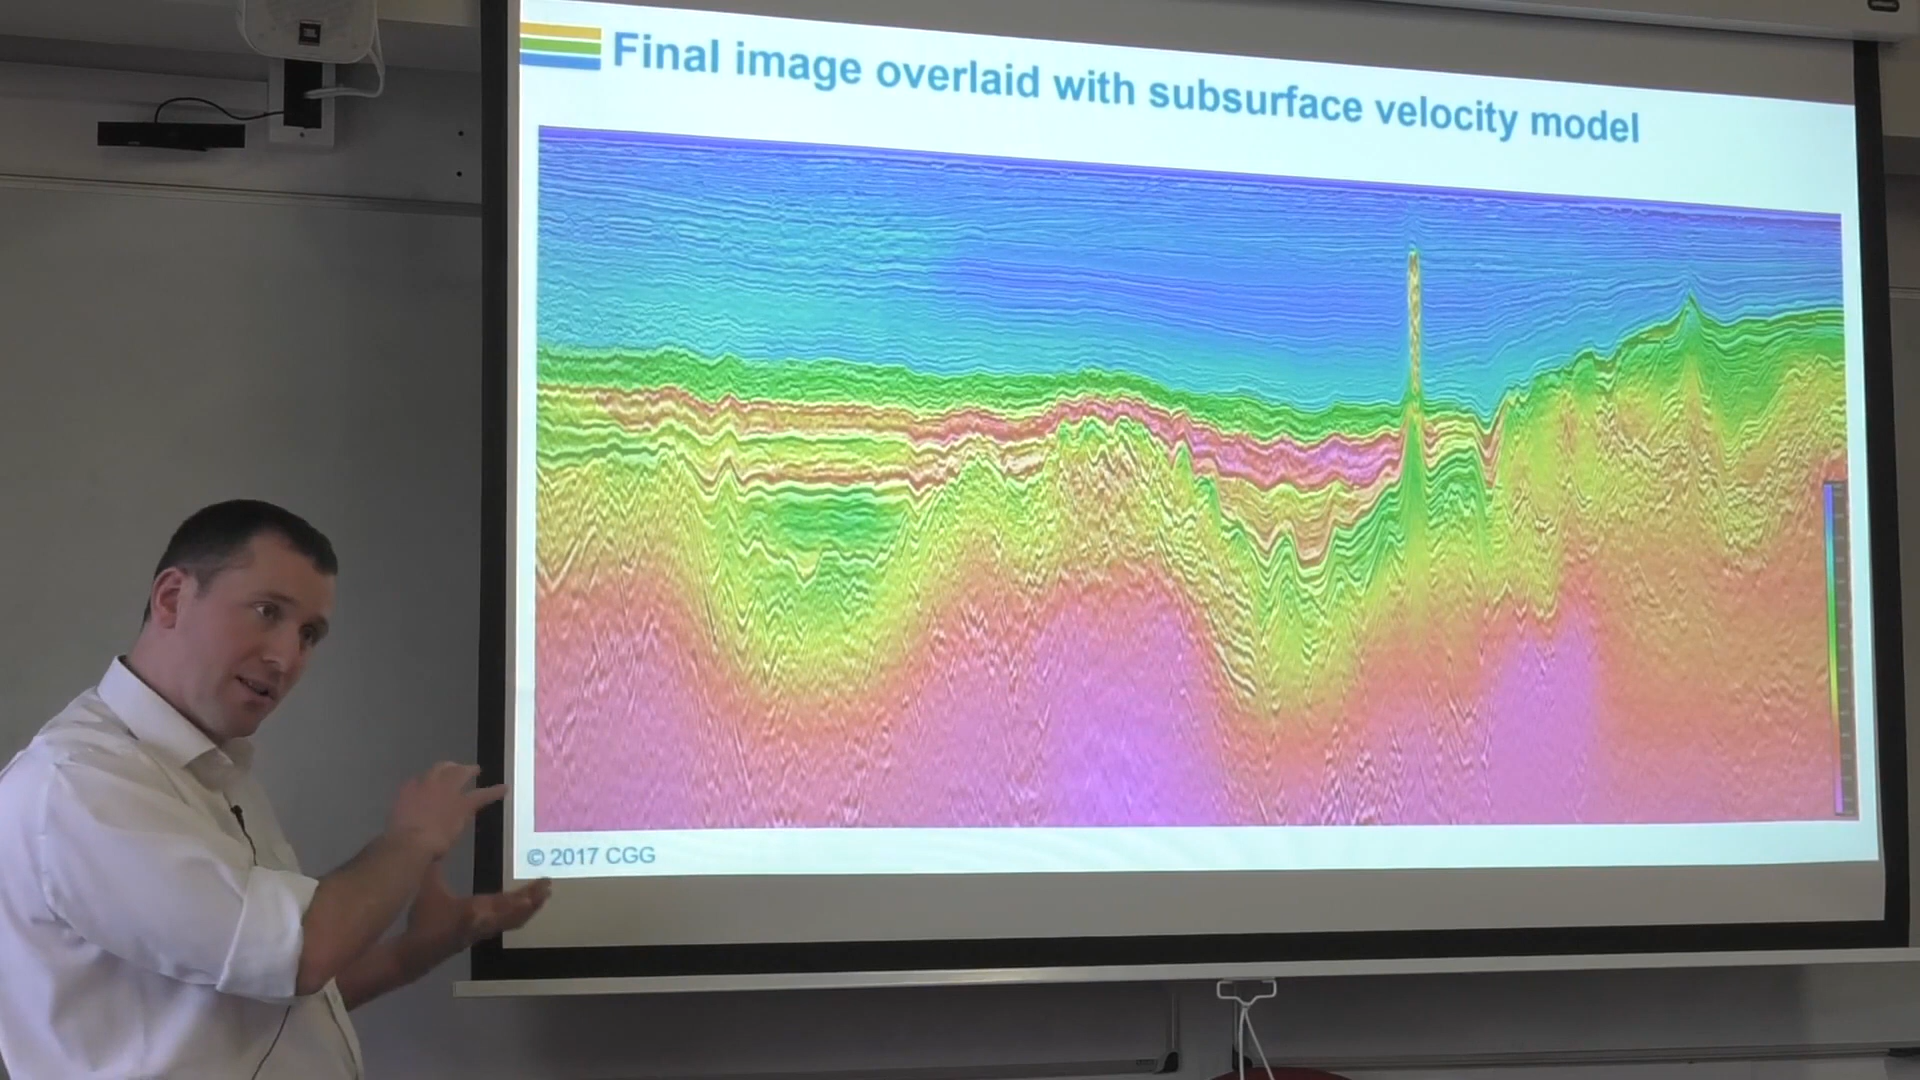 Final image overlaid with subsurface velocity model
© 2017 CGG